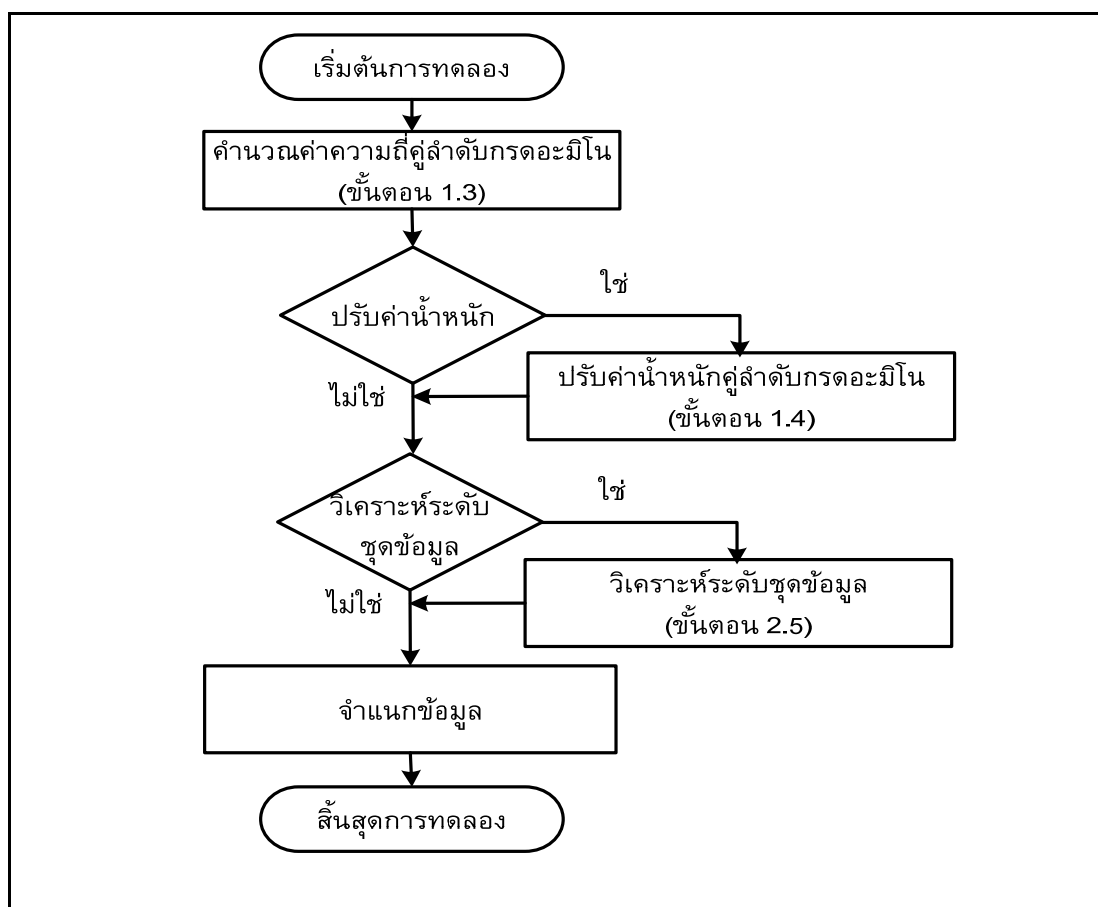 เริ่มต้นการทดลอง
คำนวณค่าความถี่คู่ลำดับกรดอะมิโน
(ขั้นตอน 1.3)
ปรับค่าน้ำหนัก
ใช่
ปรับค่าน้ำหนักคู่ลำดับกรดอะมิโน
(ขั้นตอน 1.4)
ไม่ใช่
วิเคราะห์ระดับ
ชุดข้อมูล
ใช่
วิเคราะห์ระดับชุดข้อมูล
(ขั้นตอน 2.5)
ไม่ใช่
จำแนกข้อมูล
สิ้นสุดการทดลอง